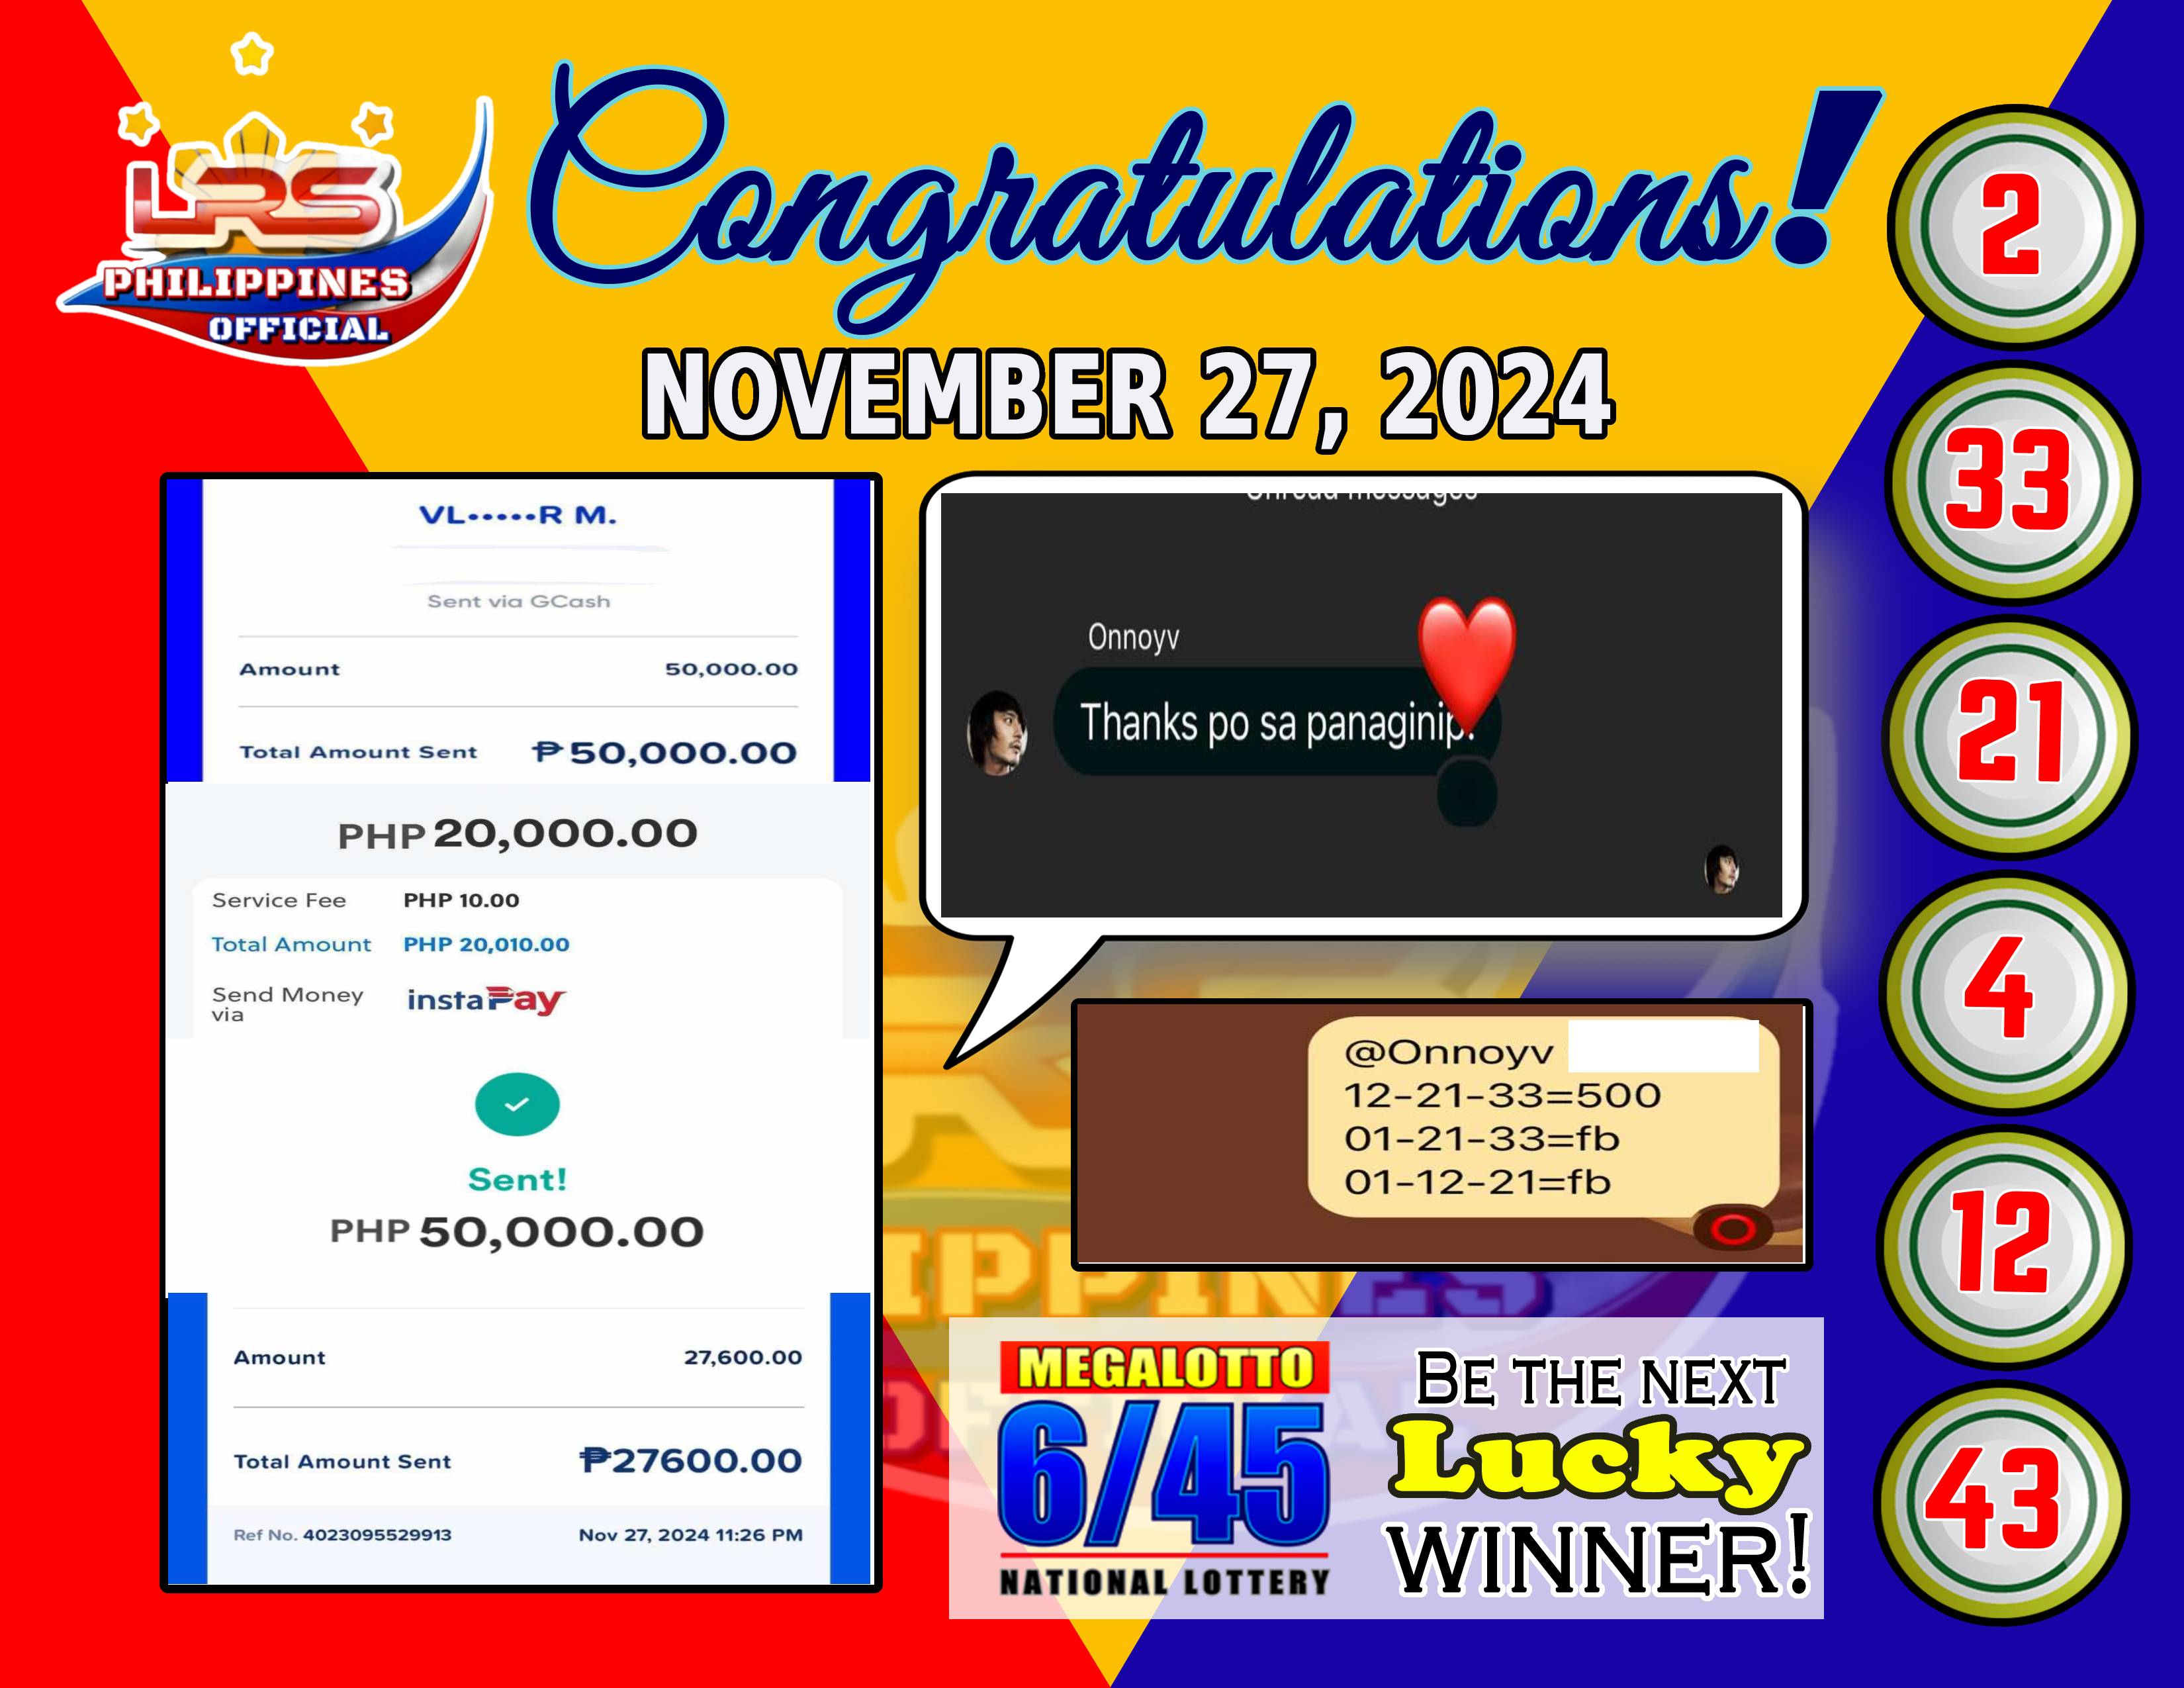 LRS
PHILIPPINES
OFFICIAL
Congratulations!
NOVEMBER 27, 2024
VL•••••R M.
Sent via GCash
Amount 50,000.00
Total Amount Sent ₱50,000.00
PHP 20,000.00
Service Fee PHP 10.00
Total Amount PHP 20,010.00
Send Money via instaPay
Sent!
PHP 50,000.00
Amount 27,600.00
Total Amount Sent ₱27600.00
Ref No. 4023095529913 Nov 27, 2024 11:26 PM
Unread messages
Onnoyv
Thanks po sa panaginip.
@Onnoyv
12-21-33=500
01-21-33=fb
01-12-21=fb
MEGALOTTO
6/45
NATIONAL LOTTERY
BE THE NEXT
Lucky
WINNER!
2
33
21
4
12
43